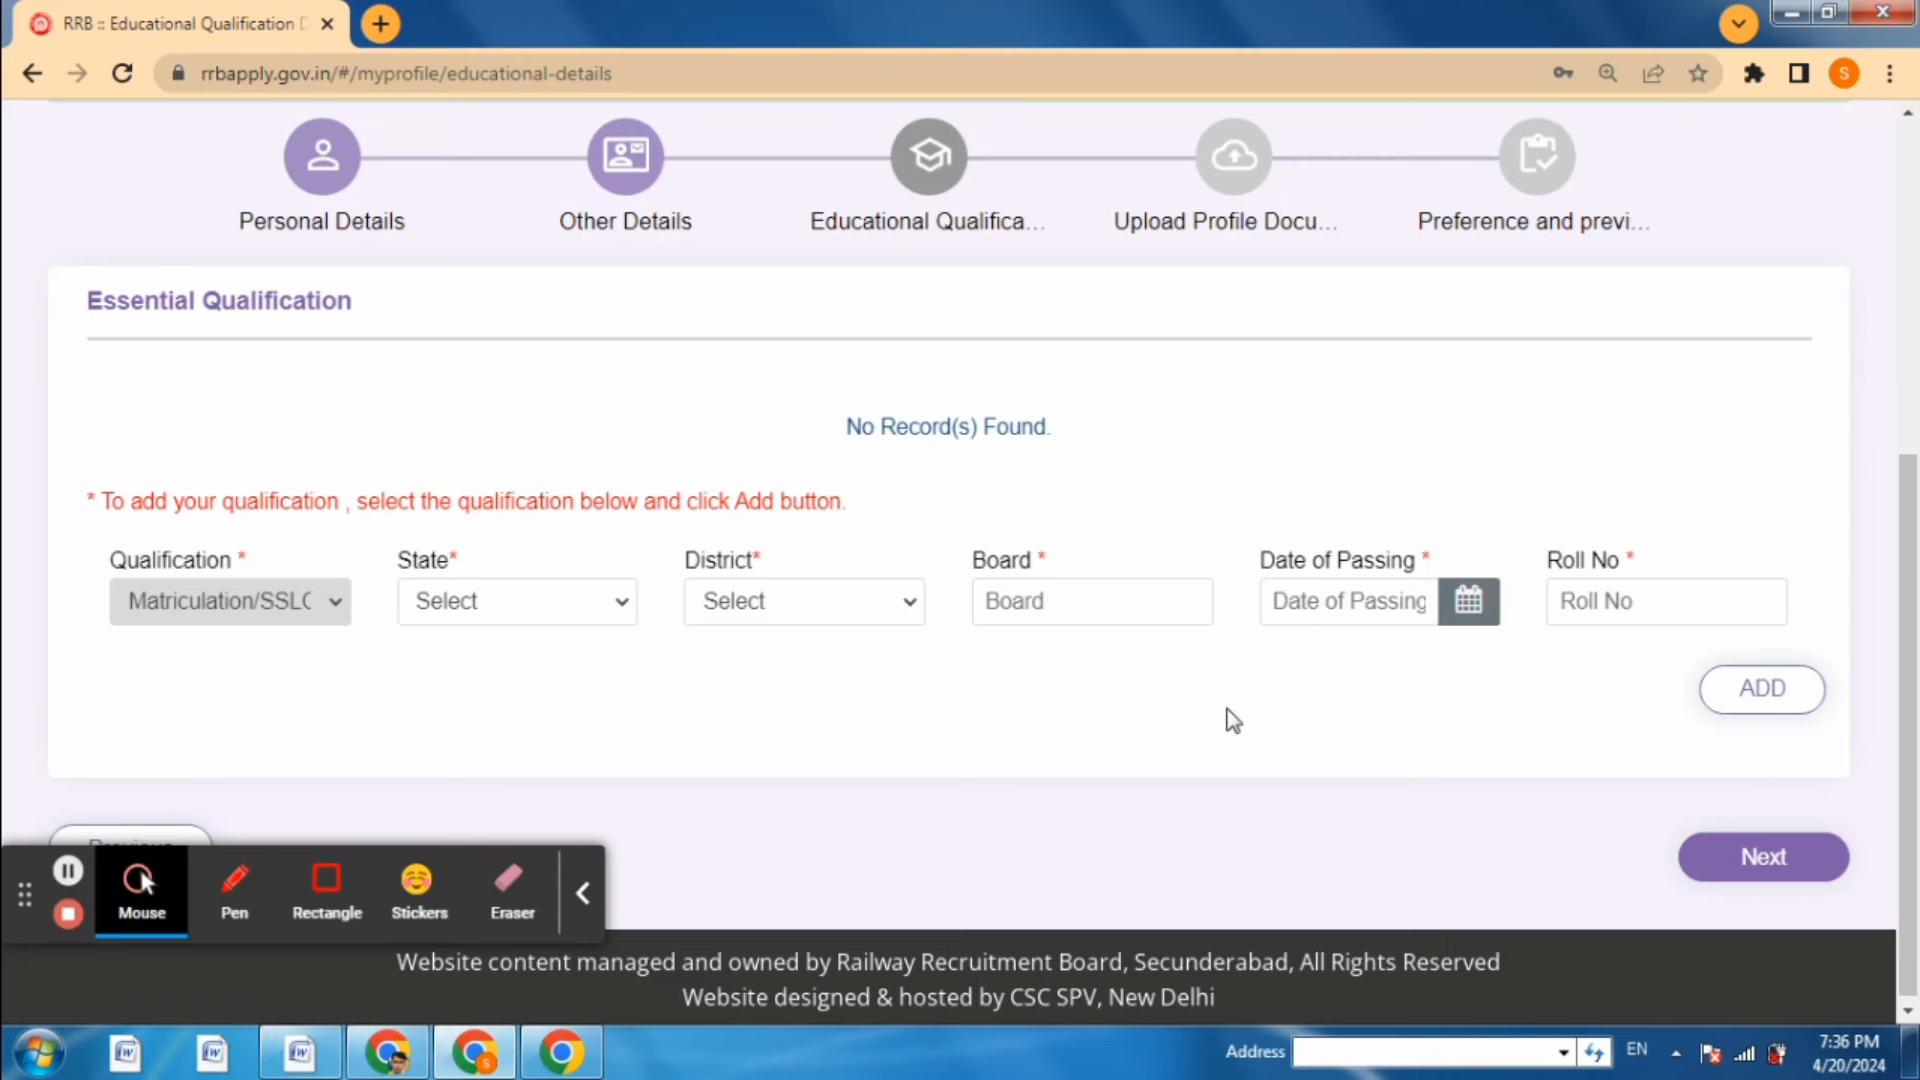 RRB :: Educational Qualification D
rrbapply.gov.in/#/myprofile/educational-details
S
Personal Details
Other Details
Educational Qualifica...
Upload Profile Docu...
Preference and previ...
Essential Qualification
No Record(s) Found.
* To add your qualification , select the qualification below and click Add button.
Qualification * State* District* Board * Date of Passing * Roll No *
Matriculation/SSLC Select Select Board Date of Passing Roll No
ADD
Previous
Next
Mouse Pen Rectangle Stickers Eraser
Website content managed and owned by Railway Recruitment Board, Secunderabad, All Rights Reserved
Website designed & hosted by CSC SPV, New Delhi
Address
EN
7:36 PM
4/20/2024